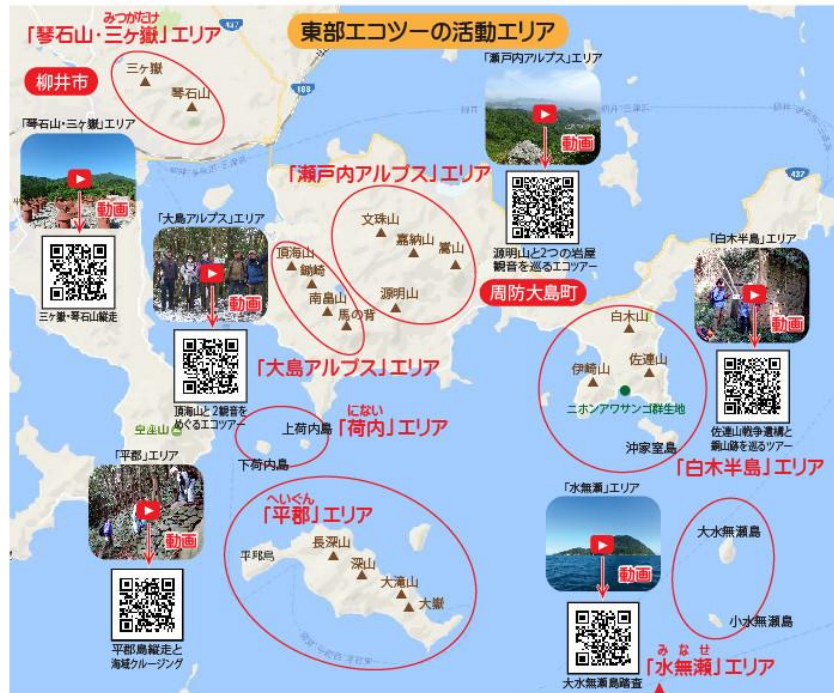 東部エコツーの活動エリア
みつがたけ
「琴石山・三ヶ嶽」エリア
柳井市
三ヶ嶽
琴石山
188
「琴石山・三ヶ嶽」エリア
動画
三ヶ嶽・琴石山縦走
「瀬戸内アルプス」エリア
動画
源明山と2つの岩屋
観音を巡るエコツアー
「瀬戸内アルプス」エリア
文珠山
嘉納山
嵩山
源明山
周防大島町
437
「大島アルプス」エリア
動画
頂海山と2観音を
めぐるエコツアー
頂海山
鋤崎
南畠山
馬の背
「大島アルプス」エリア
「白木半島」エリア
動画
佐連山戦争遺構と
銅山跡を巡るツアー
白木山
佐連山
伊崎山
ニホンアワサンゴ群生地
沖家室島
「白木半島」エリア
皇座山
にない
「荷内」エリア
上荷内島
下荷内島
「平郡」エリア
動画
平郡島縦走と
海域クルージング
へいぐん
「平郡」エリア
平郡島
長深山
深山
大滝山
大嶽
「水無瀬」エリア
動画
大水無瀬島踏査
大水無瀬島
小水無瀬島
みなせ
「水無瀬」エリア